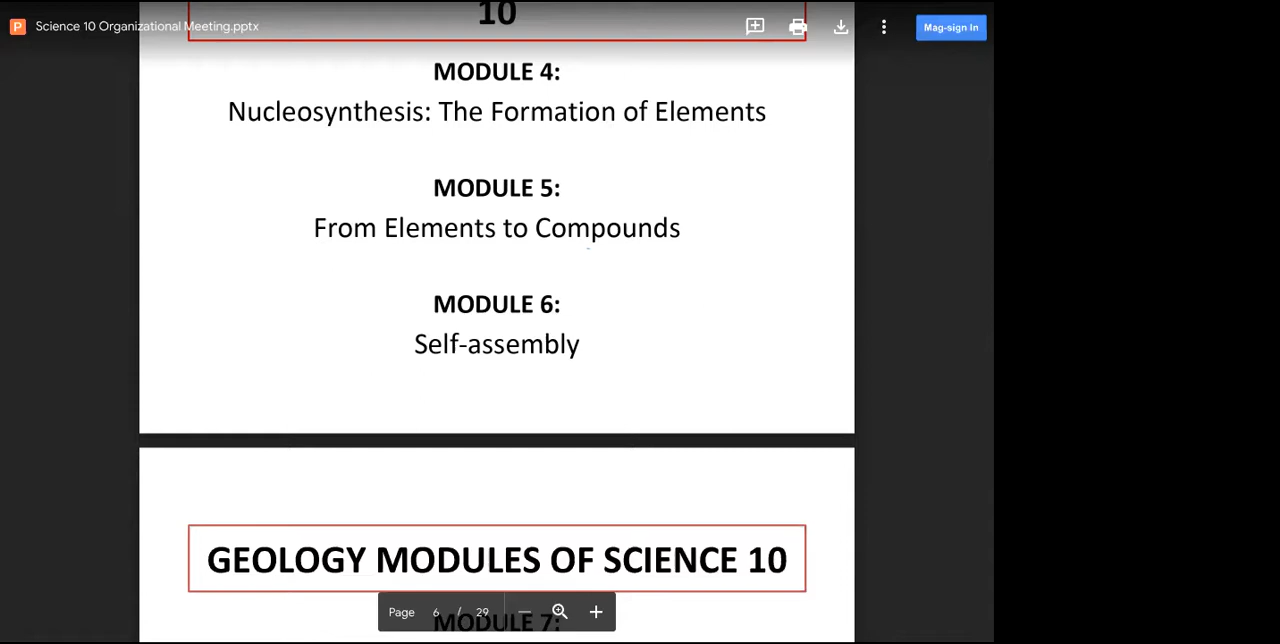 Science 10 Organizational Meeting.pptx
Mag-sign in
10
MODULE 4:
Nucleosynthesis: The Formation of Elements
MODULE 5:
From Elements to Compounds
MODULE 6:
Self-assembly
GEOLOGY MODULES OF SCIENCE 10
Page 6 / 29
MODULE 7: